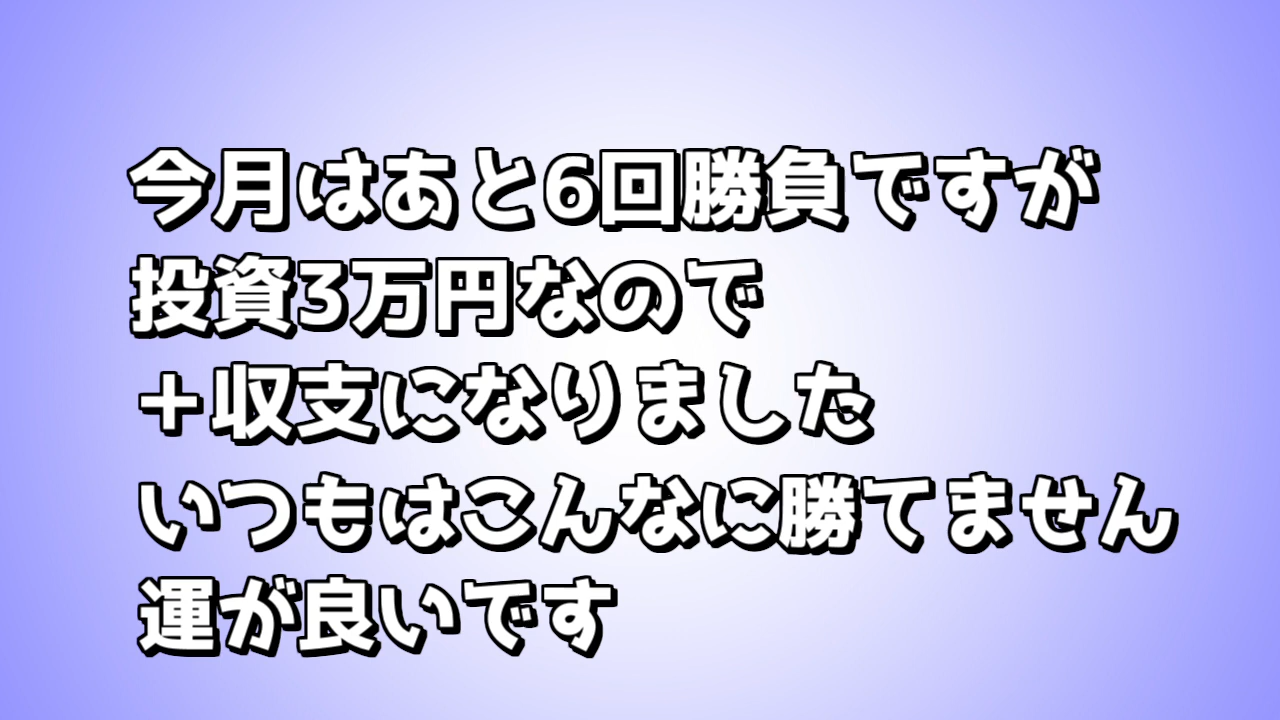 今月はあと6回勝負ですが
投資3万円なので
＋収支になりました
いつもはこんなに勝てません
運が良いです